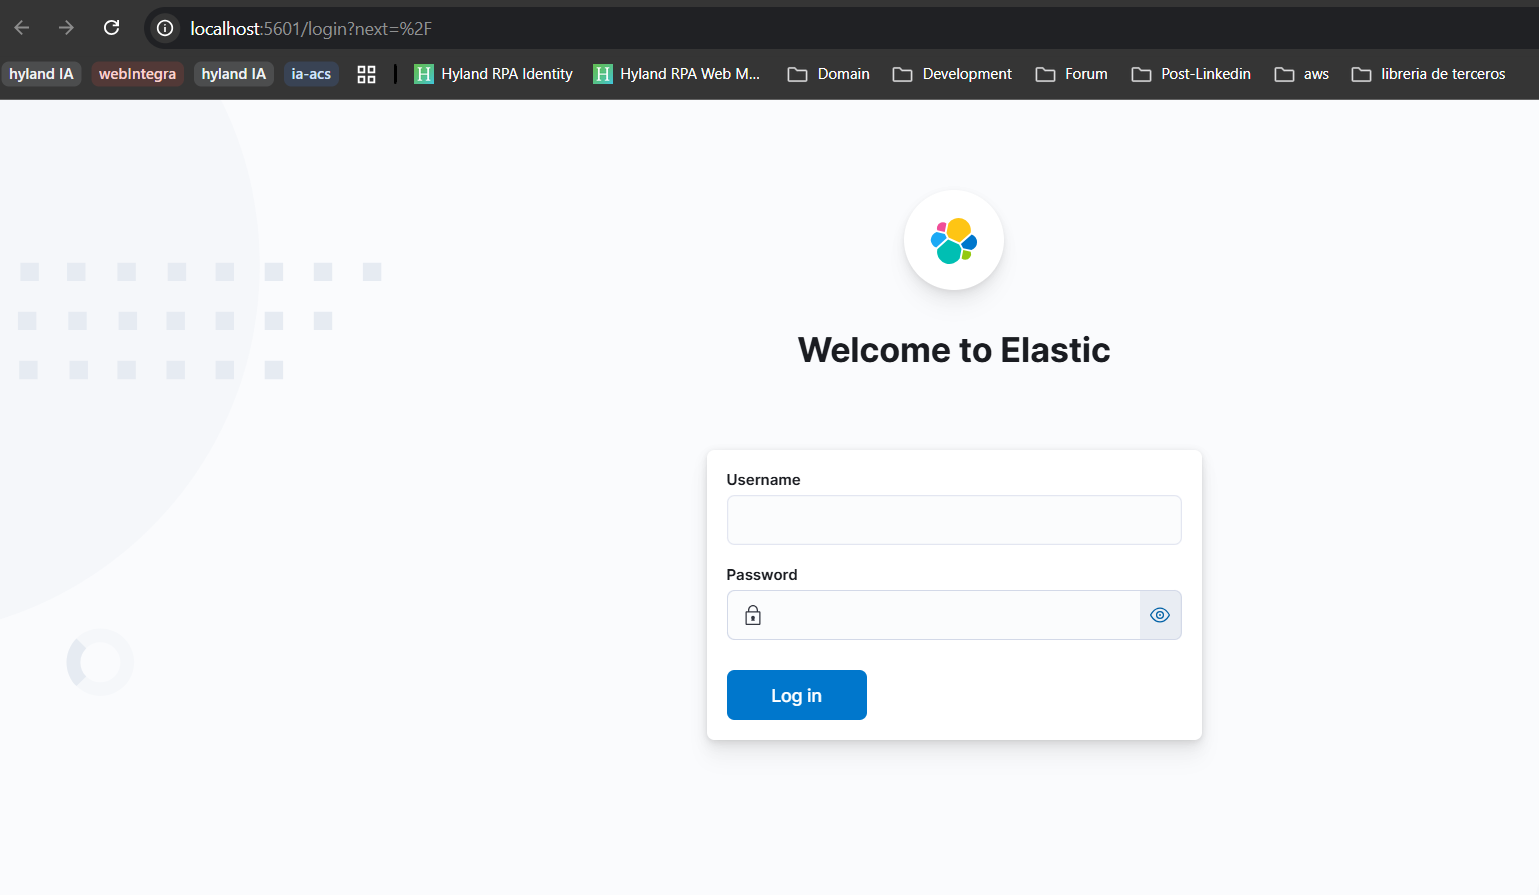 localhost:5601/login?next=%2F
hyland IA webIntegra hyland IA ia-acs H Hyland RPA Identity H Hyland RPA Web M... Domain Development Forum Post-Linkedin aws libreria de terceros
Welcome to Elastic
Username
Password
Log in